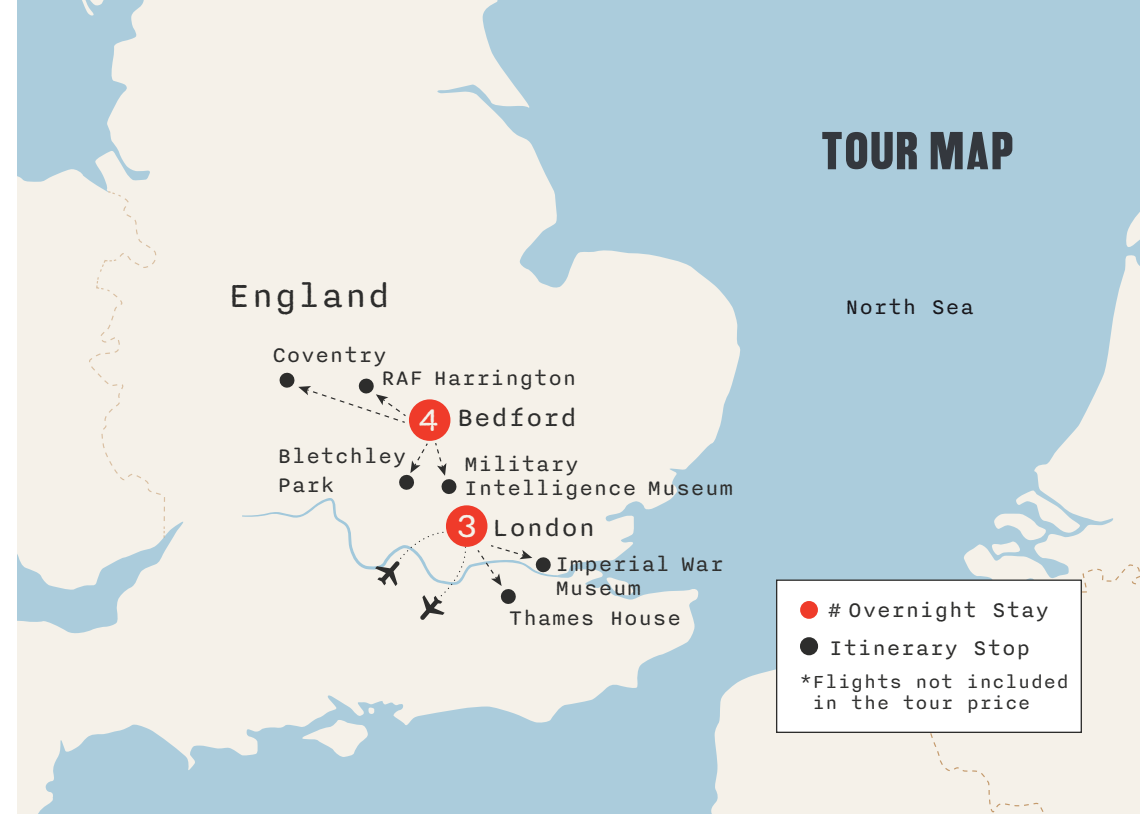 TOUR MAP
England
North Sea
Coventry
RAF Harrington
4 Bedford
Bletchley
Park
Military
Intelligence Museum
3 London
Imperial War
Museum
Thames House
# Overnight Stay
Itinerary Stop
*Flights not included
in the tour price